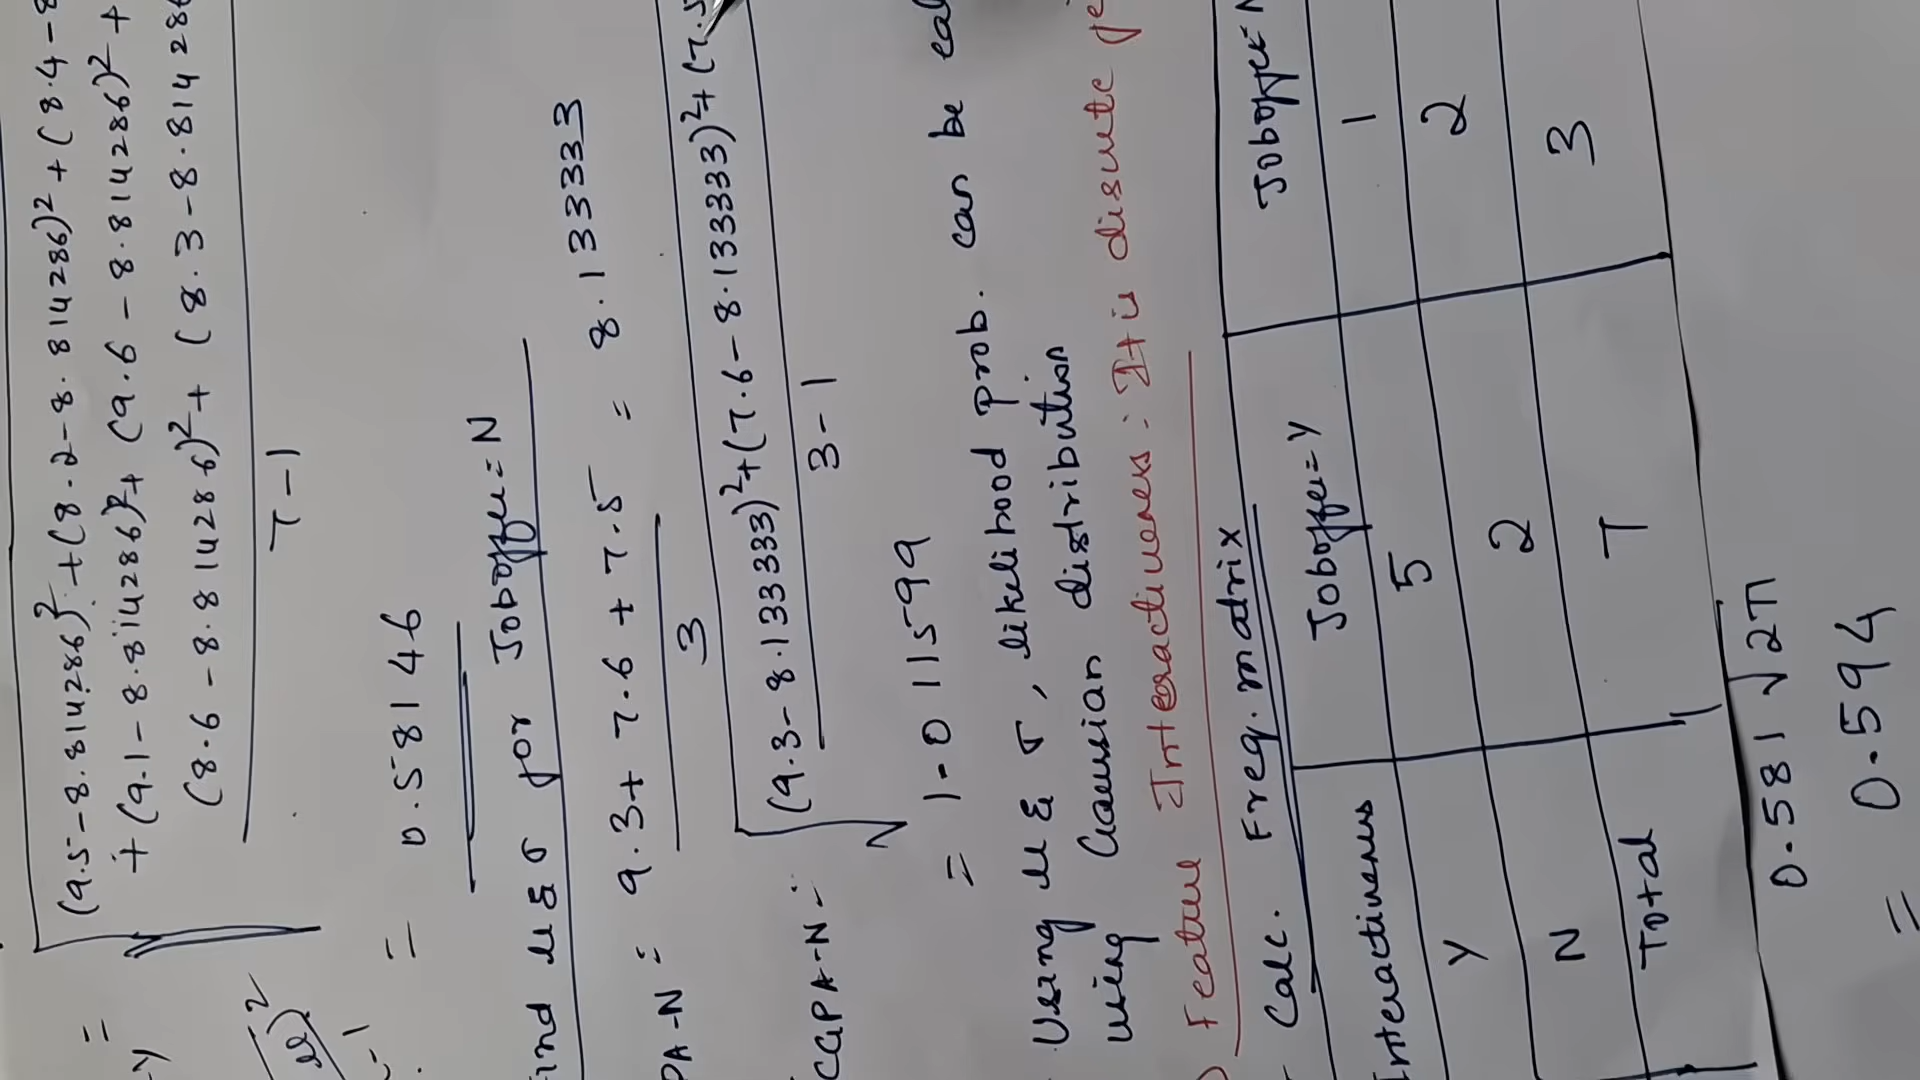 (9.5-8.814286)² + (8.2-8.814286)² + (8.4-8
+ (9.1-8.814286)² + (9.6-8.814286)² +
(8.6-8.814286)² + (8.3-8.814286
7-1
-y =
= 0.58146
ind μ & σ for Joboffer=N
PA-N = 9.3+7.6+7.5 = 8.133333
3
CGPA-N = √(9.3-8.133333)²+(7.6-8.133333)²+(7.5
3-1
= 1.011599
Using μ & σ, likelihood prob. can be cal
using Gaussian distribution
Feature Interactiveness: It is discrete fe
Calc. Freq. matrix
Interactiveness Joboffer=Y Joboffer=N
Y 5 1
N 2 2
Total 7 3
0.581√2π
= 0.594